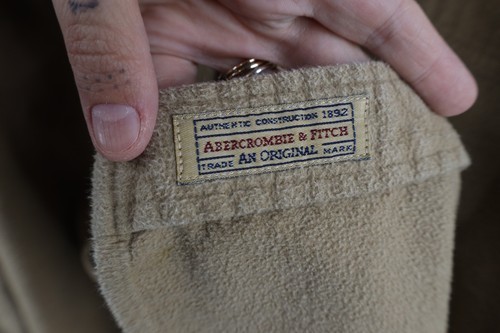 AUTHENTIC CONSTRUCTION 1892
ABERCROMBIE & FITCH
TRADE AN ORIGINAL MARK